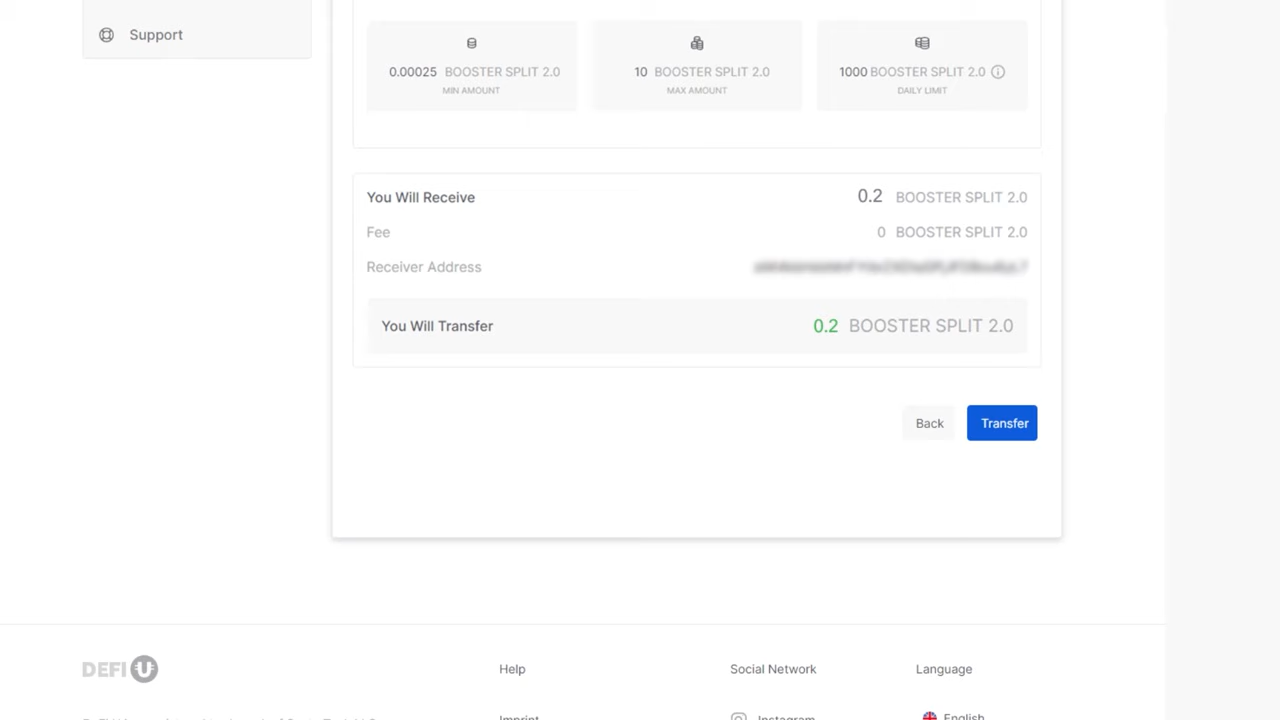 Support
0.00025 BOOSTER SPLIT 2.0
MIN AMOUNT
10 BOOSTER SPLIT 2.0
MAX AMOUNT
1000 BOOSTER SPLIT 2.0
DAILY LIMIT
You Will Receive 0.2 BOOSTER SPLIT 2.0
Fee 0 BOOSTER SPLIT 2.0
Receiver Address
You Will Transfer 0.2 BOOSTER SPLIT 2.0
Back Transfer
DEFI U
Help Social Network Language
Imprint Instagram English